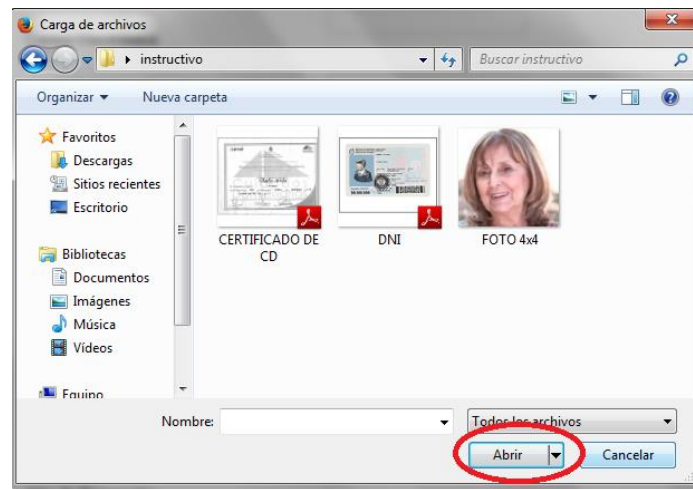 Carga de archivos
instructivo
Buscar instructivo
Organizar
Nueva carpeta
Favoritos
Descargas
Sitios recientes
Escritorio
Bibliotecas
Documentos
Imágenes
Música
Vídeos
Equipo
CERTIFICADO DE
CD
DNI
FOTO 4x4
Nombre:
Todos los archivos
Abrir
Cancelar